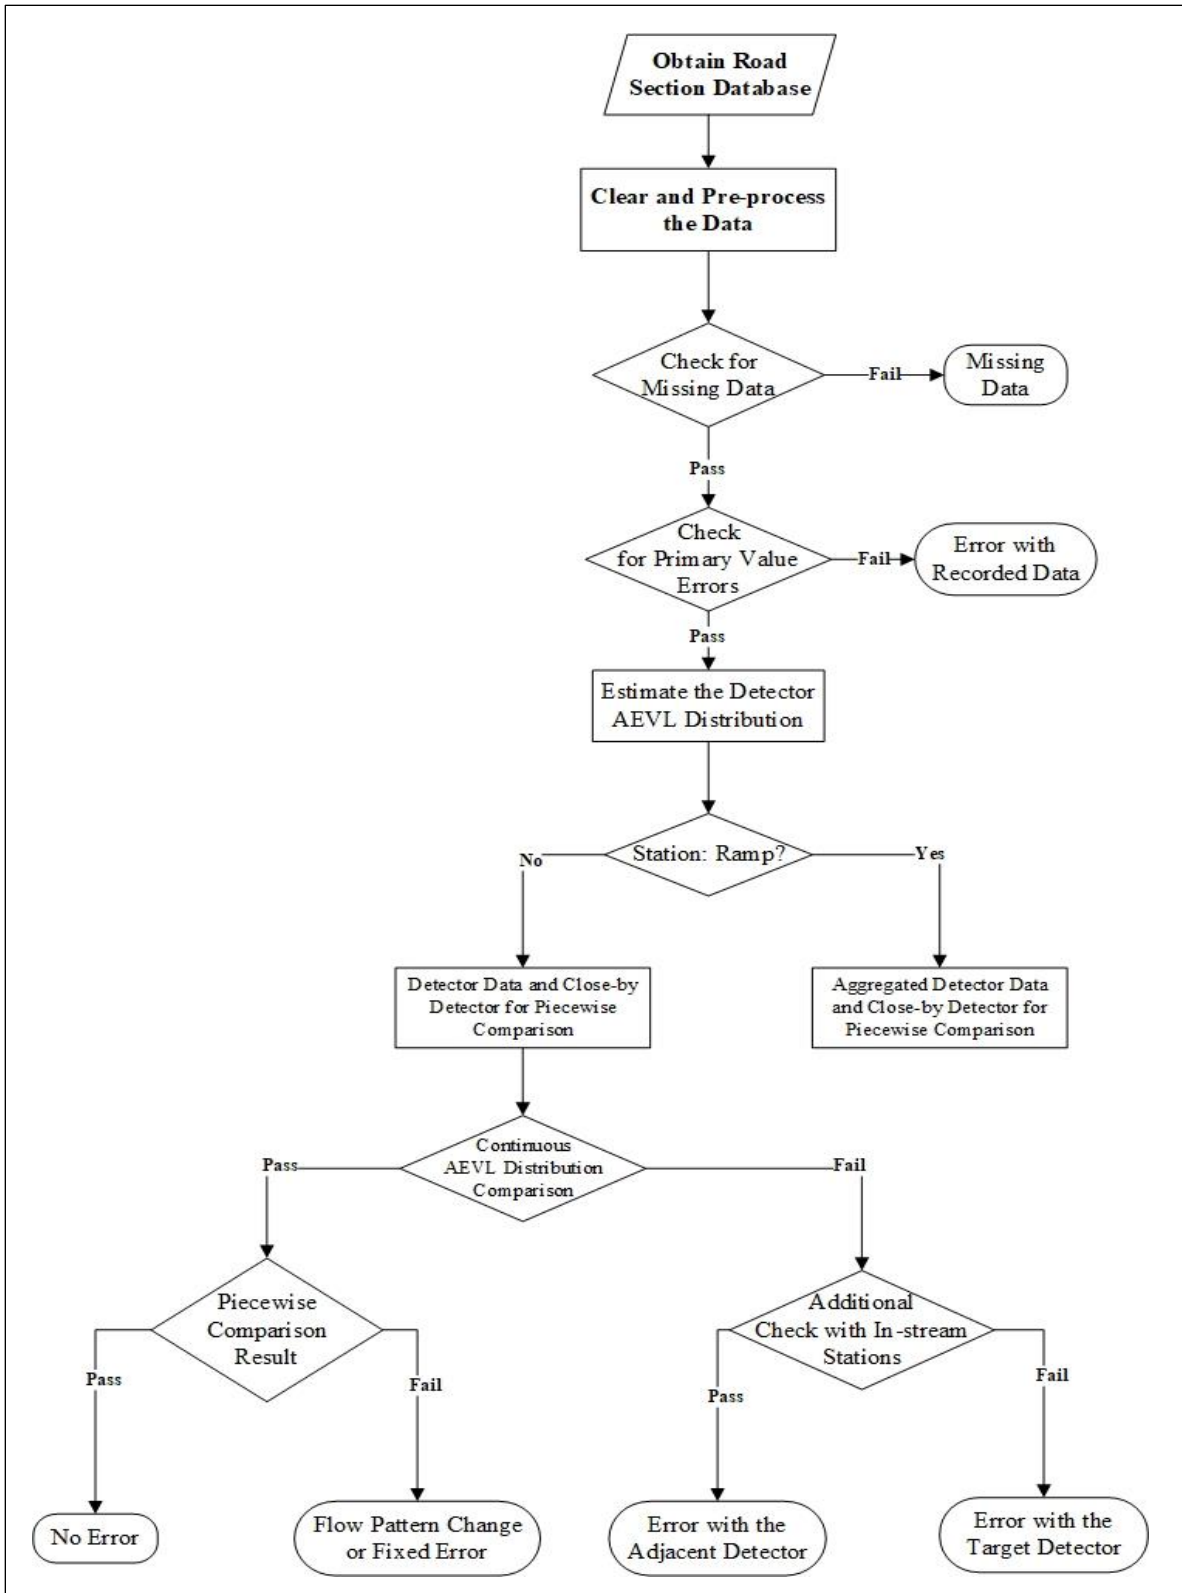 Obtain Road
Section Database
Clear and Pre-process
the Data
Check for
Missing Data
Fail
Missing
Data
Pass
Check
for Primary Value
Errors
Fail
Error with
Recorded Data
Pass
Estimate the Detector
AEVL Distribution
Station: Ramp?
No
Yes
Detector Data and Close-by
Detector for Piecewise
Comparison
Aggregated Detector Data
and Close-by Detector for
Piecewise Comparison
Continuous
AEVL Distribution
Comparison
Pass
Fail
Piecewise
Comparison
Result
Additional
Check with In-stream
Stations
Pass
Fail
Pass
Fail
No Error
Flow Pattern Change
or Fixed Error
Error with the
Adjacent Detector
Error with the
Target Detector